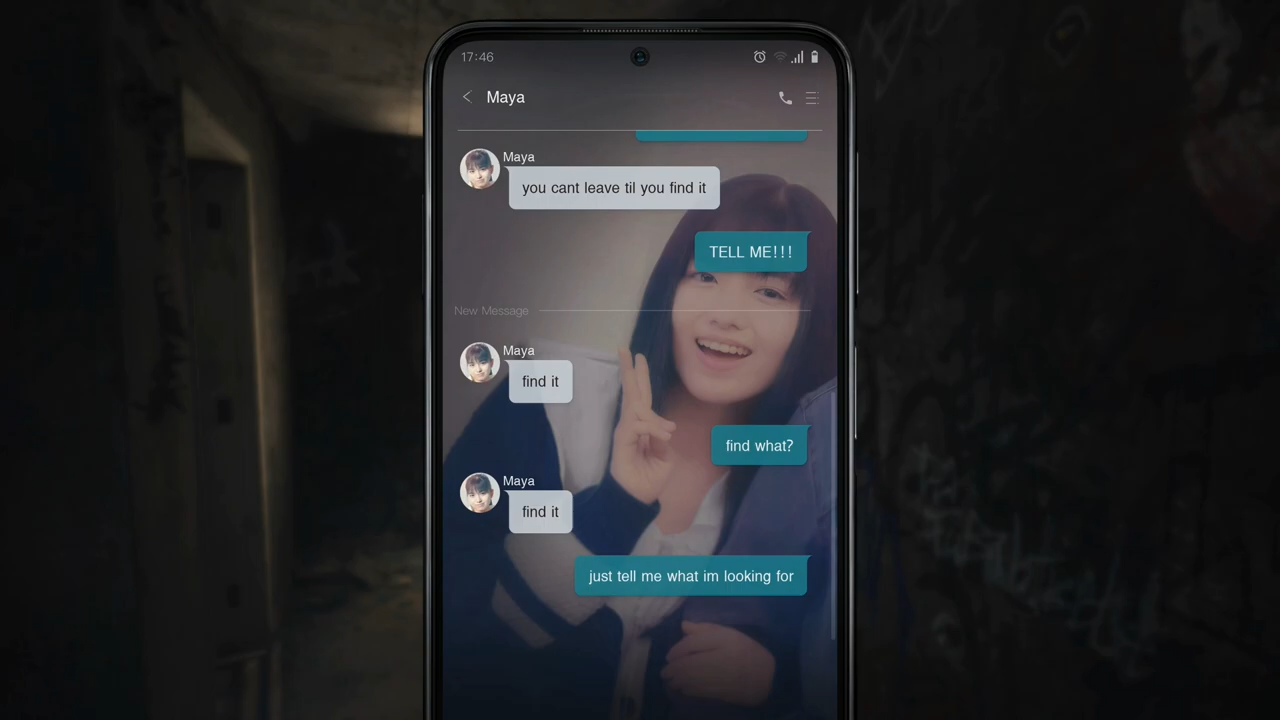 17:46
Maya
Maya
you cant leave til you find it
TELL ME!!!
New Message
Maya
find it
find what?
Maya
find it
just tell me what im looking for